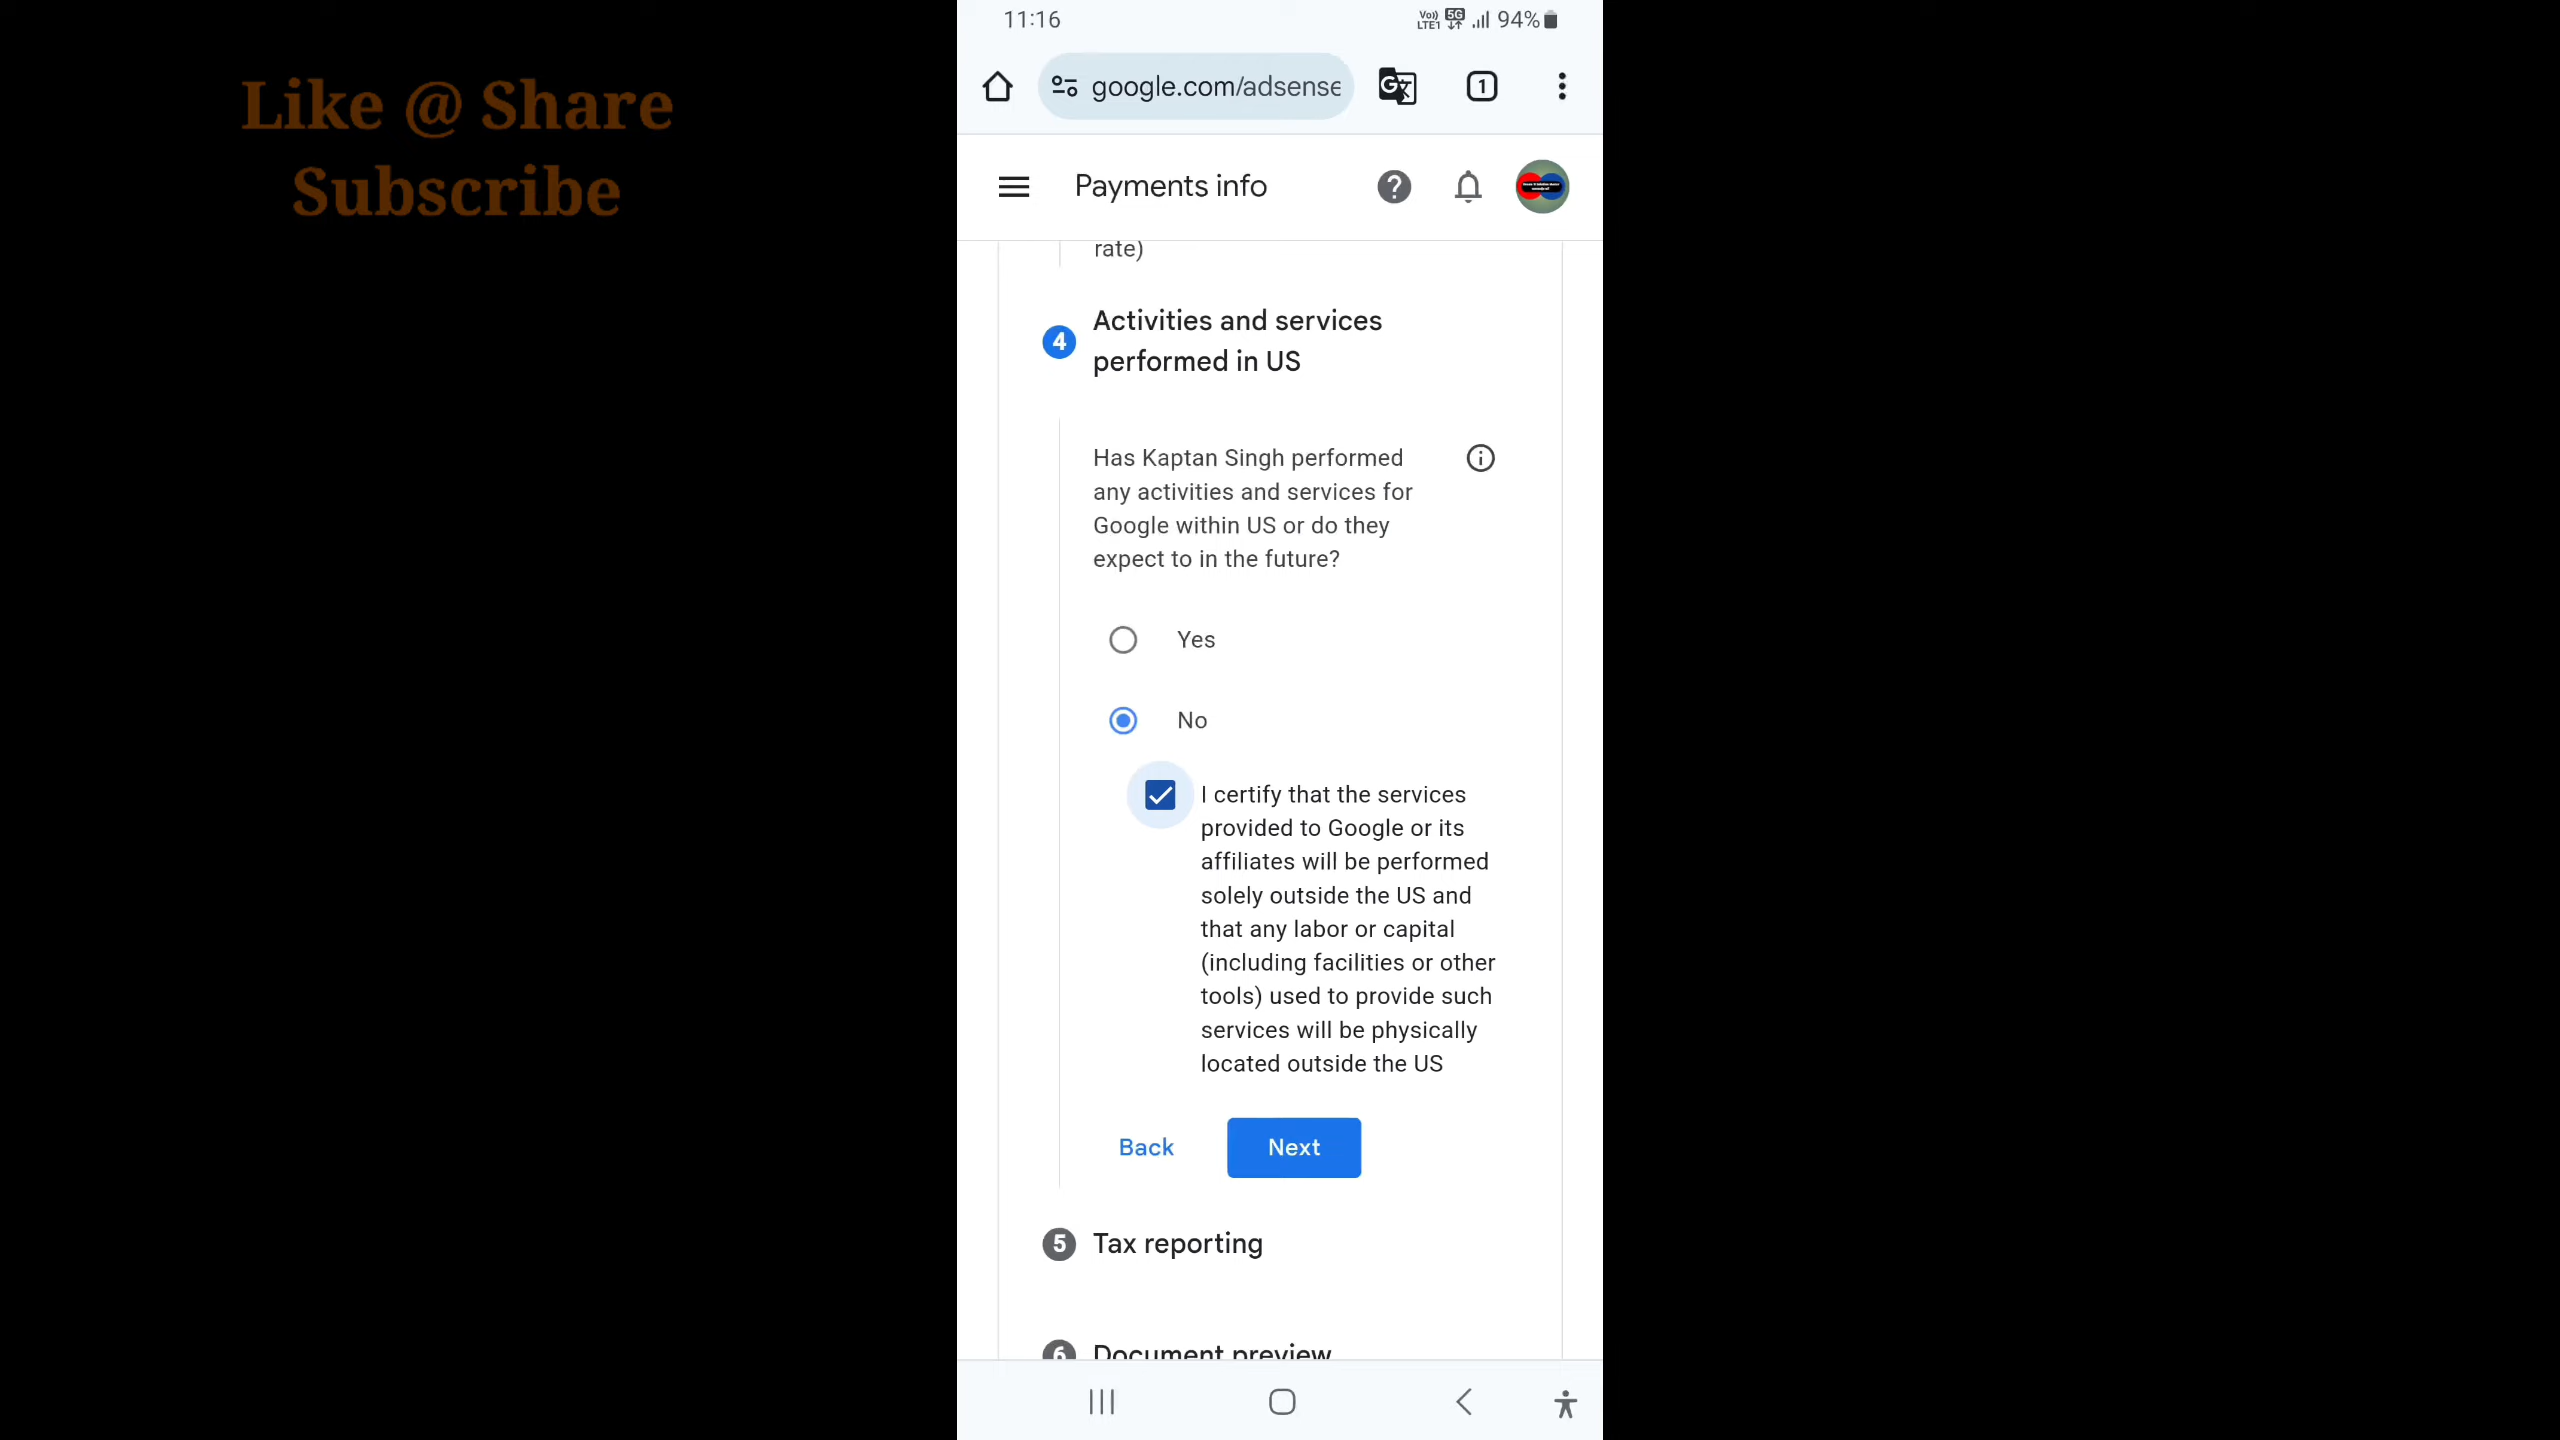 Like @ Share
Subscribe
11:16
Vo))
LTE1
5G
94%
google.com/adsense
1
Payments info
rate)
4
Activities and services
performed in US
Has Kaptan Singh performed
any activities and services for
Google within US or do they
expect to in the future?
Yes
No
I certify that the services
provided to Google or its
affiliates will be performed
solely outside the US and
that any labor or capital
(including facilities or other
tools) used to provide such
services will be physically
located outside the US
Back
Next
5
Tax reporting
6
Document preview